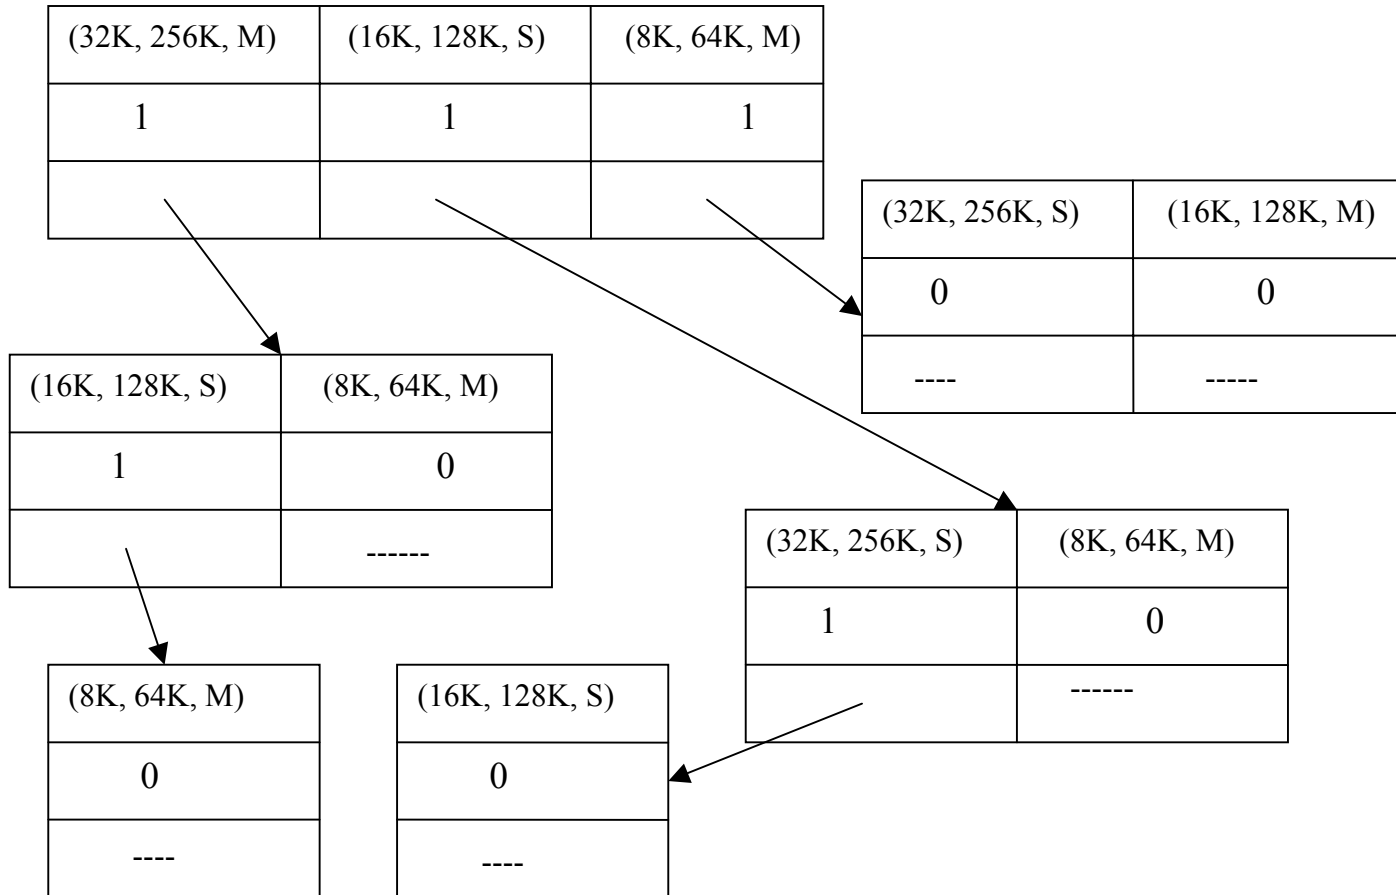 (32K, 256K, M) (16K, 128K, S) (8K, 64K, M)
1 1 1
(32K, 256K, S) (16K, 128K, M)
0 0
---- -----
(16K, 128K, S) (8K, 64K, M)
1 0
------
(32K, 256K, S) (8K, 64K, M)
1 0
------
(8K, 64K, M)
0
----
(16K, 128K, S)
0
----